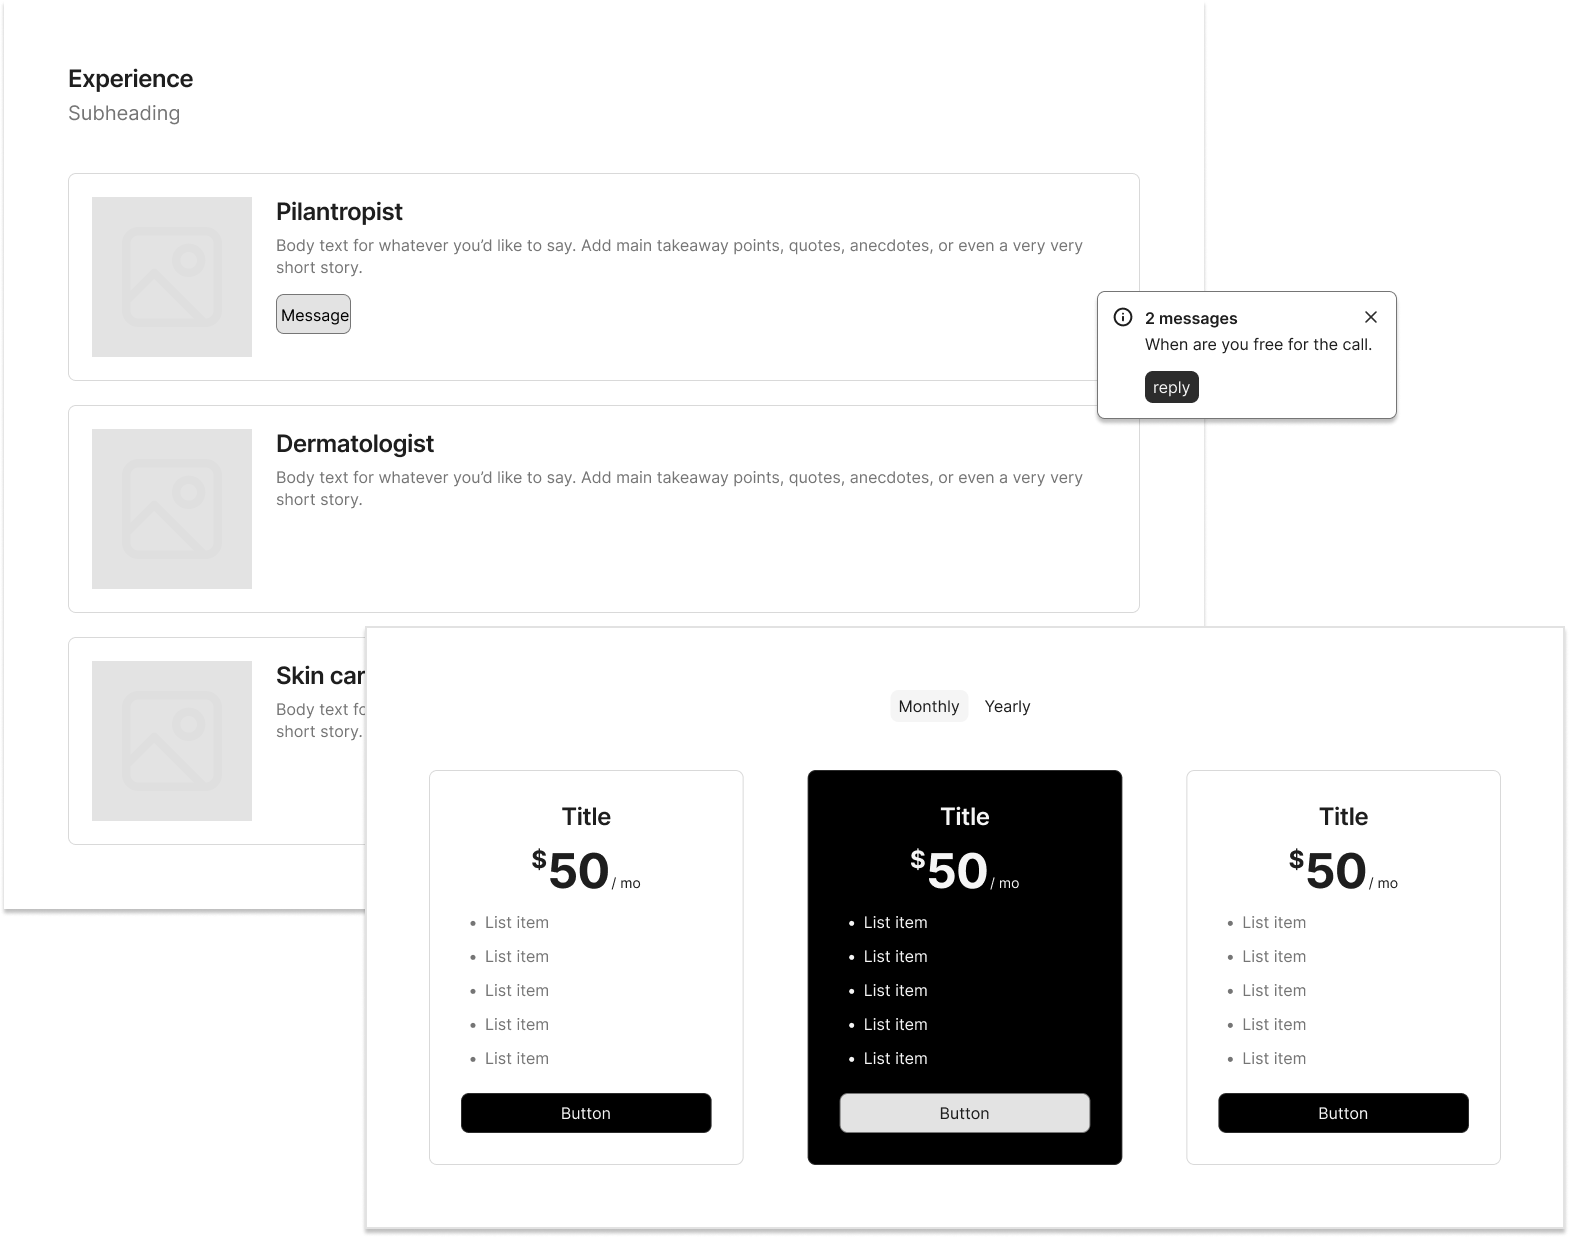 Experience
Subheading
Pilantropist
Body text for whatever you’d like to say. Add main takeaway points, quotes, anecdotes, or even a very very
short story.
Message
2 messages
When are you free for the call.
reply
Dermatologist
Body text for whatever you’d like to say. Add main takeaway points, quotes, anecdotes, or even a very very
short story.
Skin car
Body text fo
short story.
Monthly Yearly
Title
$50 / mo
List item
List item
List item
List item
List item
Button
Title
$50 / mo
List item
List item
List item
List item
List item
Button
Title
$50 / mo
List item
List item
List item
List item
List item
Button